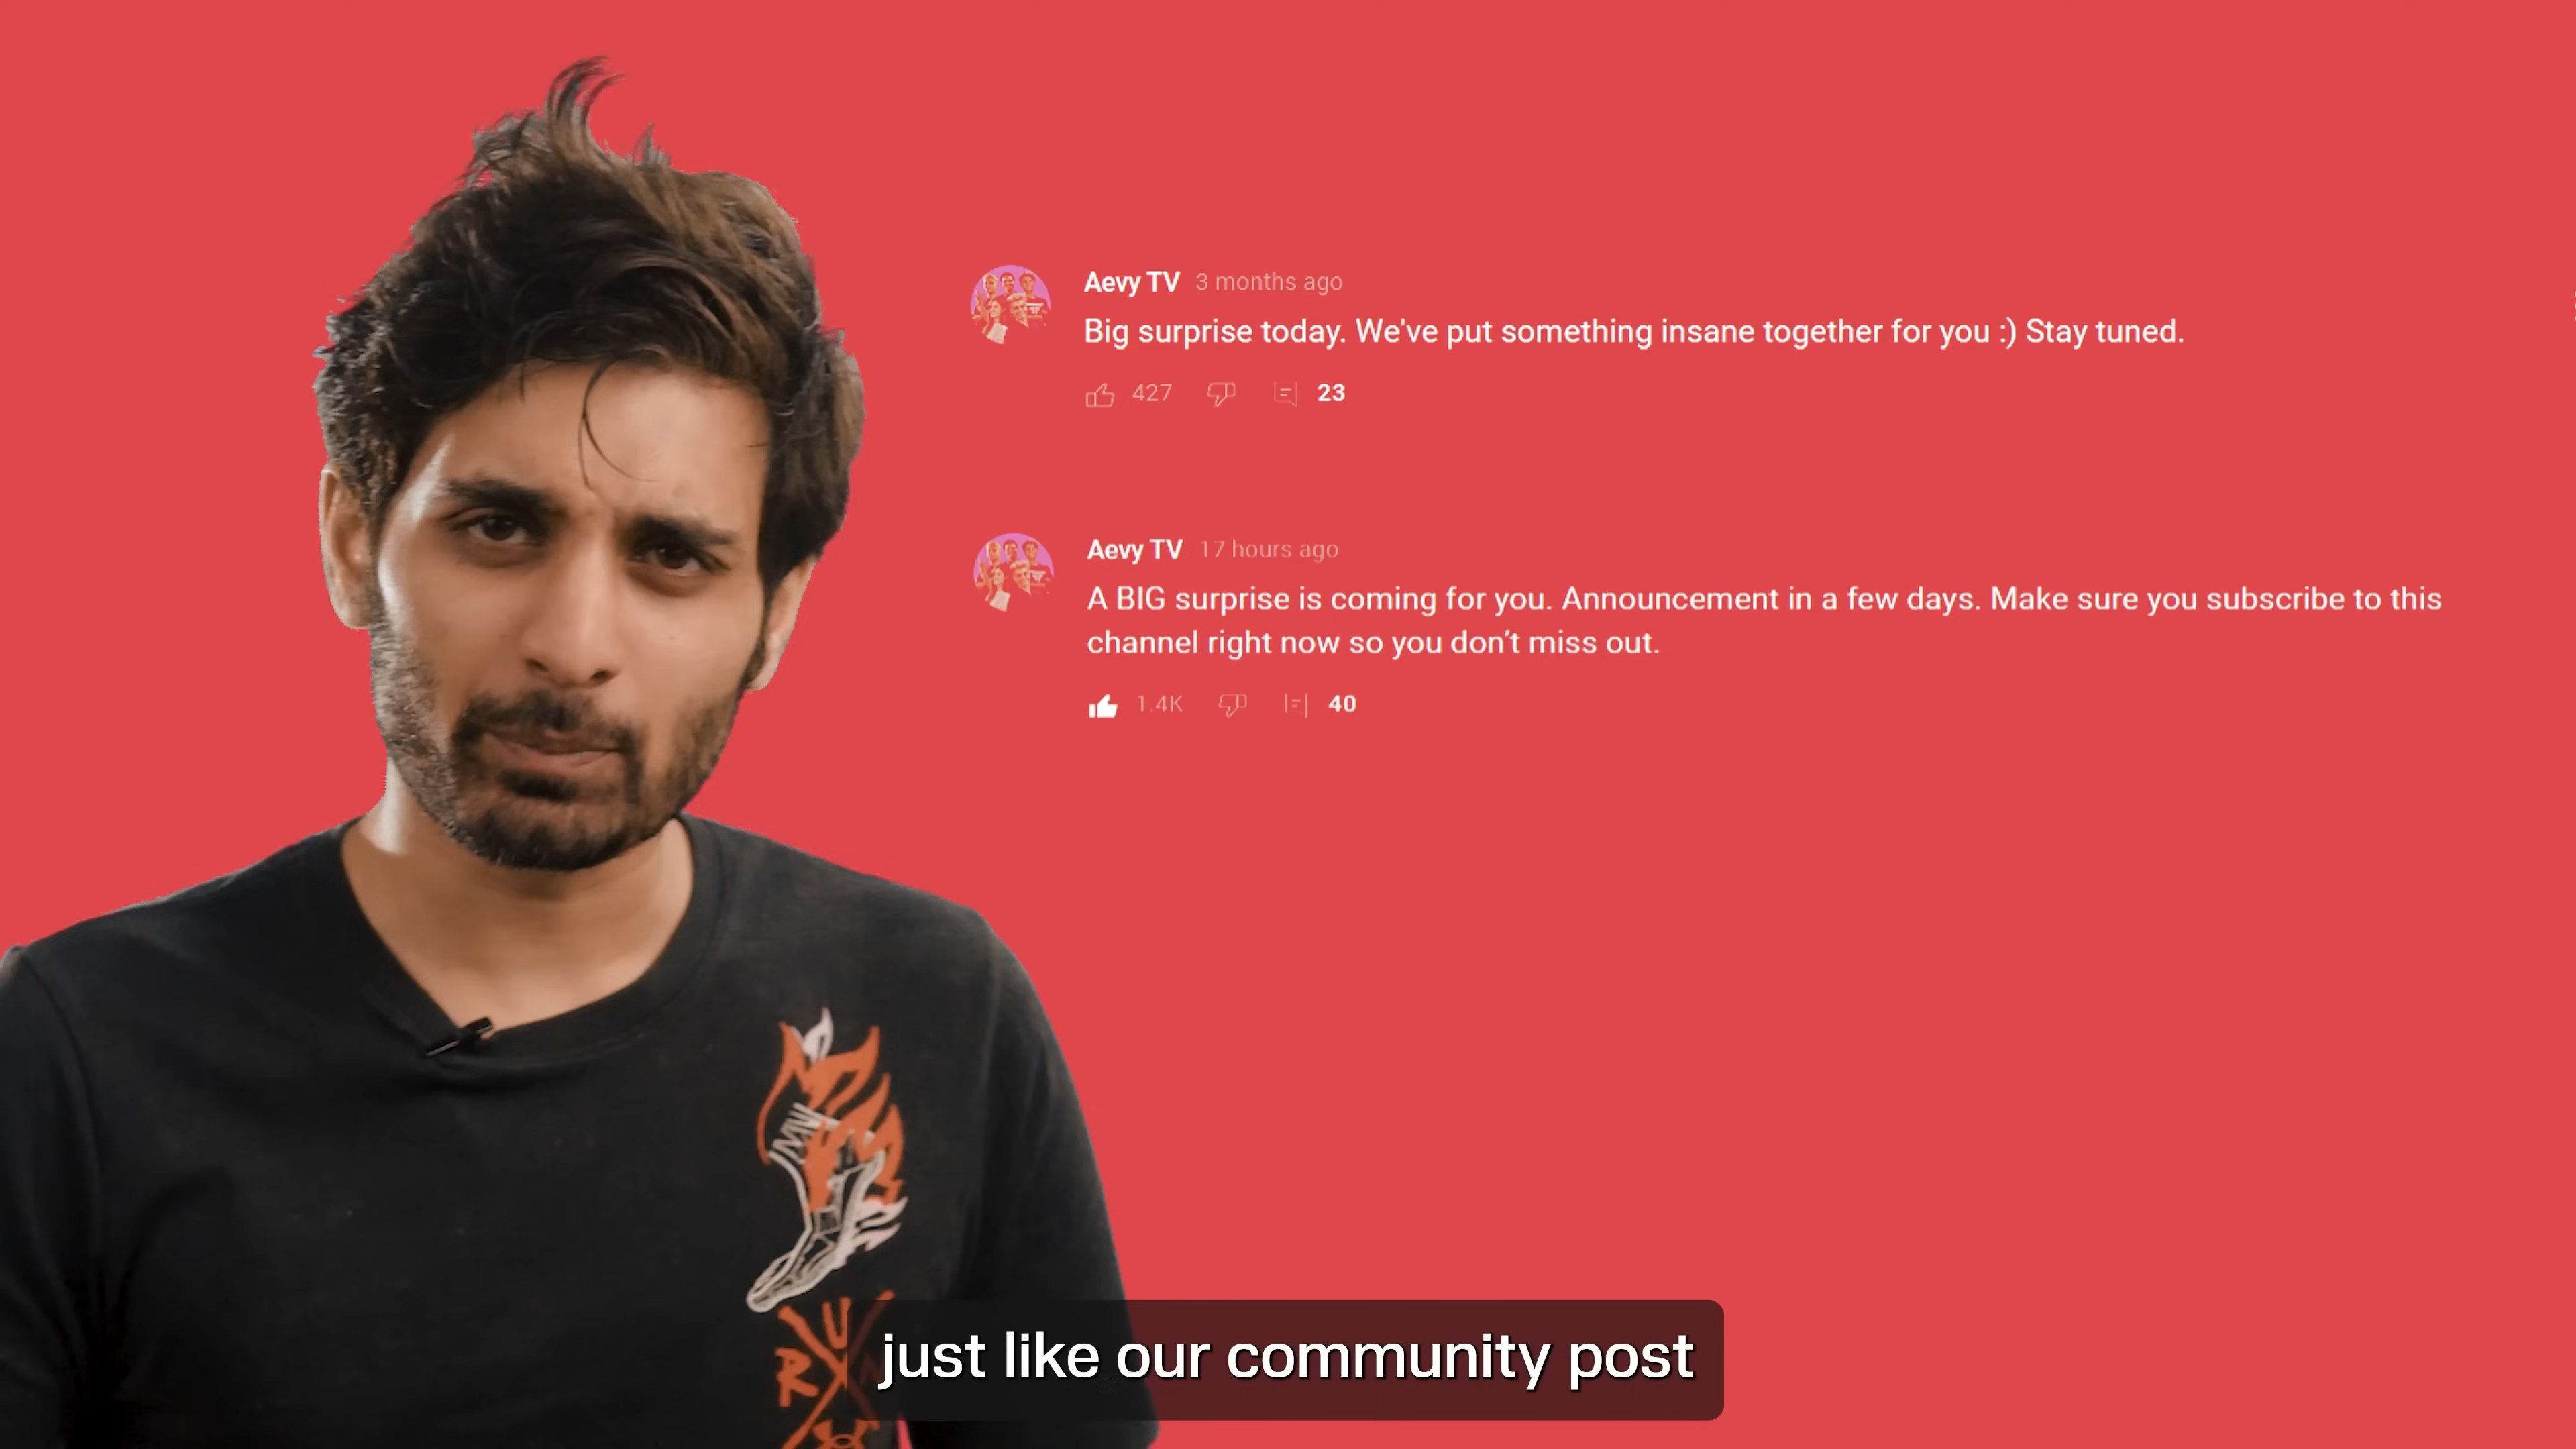 Aevy TV 3 months ago
Big surprise today. We've put something insane together for you :) Stay tuned.
427 23
Aevy TV 17 hours ago
A BIG surprise is coming for you. Announcement in a few days. Make sure you subscribe to this
channel right now so you don’t miss out.
1.4K 40
just like our community post